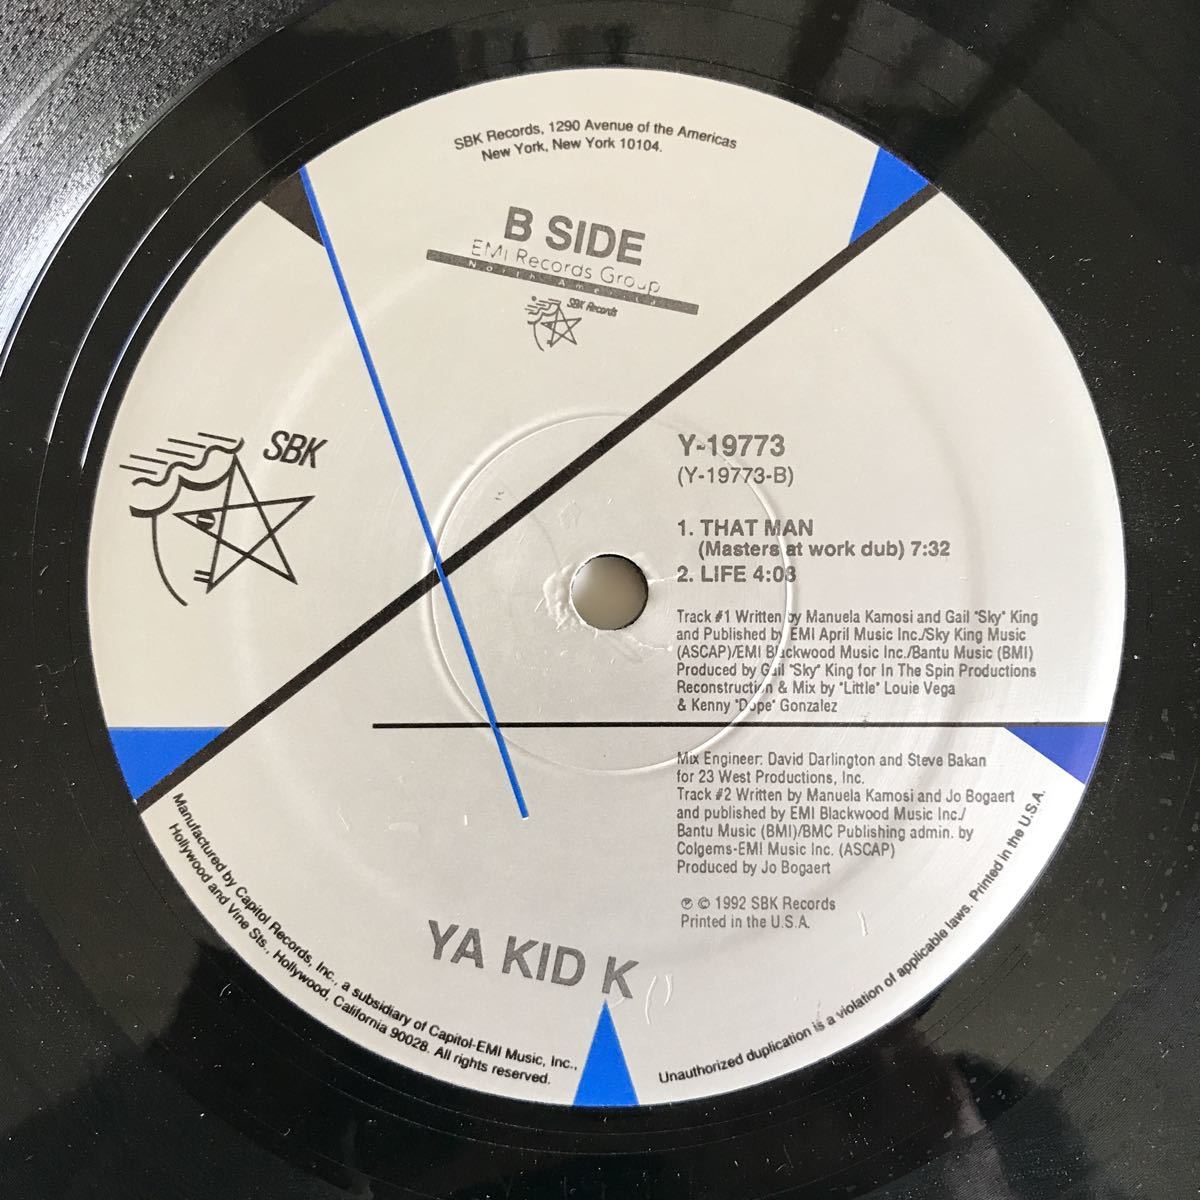 SBK Records, 1290 Avenue of the Americas
New York, New York 10104.
B SIDE
EMI Records Group
North America
SBK Records
SBK
Y-19773
(Y-19773-B)
1. THAT MAN
(Masters at work dub) 7:32
2. LIFE 4:03
Track #1 Written by Manuela Kamosi and Gail "Sky" King
and Published by EMI April Music Inc./Sky King Music
(ASCAP)/EMI Blackwood Music Inc./Bantu Music (BMI)
Produced by Gail "Sky" King for In The Spin Productions
Reconstruction & Mix by "Little" Louie Vega
& Kenny "Dope" Gonzalez
Mix Engineer: David Darlington and Steve Bakan
for 23 West Productions, Inc.
Track #2 Written by Manuela Kamosi and Jo Bogaert
and published by EMI Blackwood Music Inc./
Bantu Music (BMI)/BMC Publishing admin. by
Colgems-EMI Music Inc. (ASCAP)
Produced by Jo Bogaert
℗ © 1992 SBK Records
Printed in the U.S.A.
YA KID K
Manufactured by Capitol Records, Inc., a subsidiary of Capitol-EMI Music, Inc.,
Hollywood and Vine Sts., Hollywood, California 90028. All rights reserved.
Unauthorized duplication is a violation of applicable laws. Printed in the U.S.A.